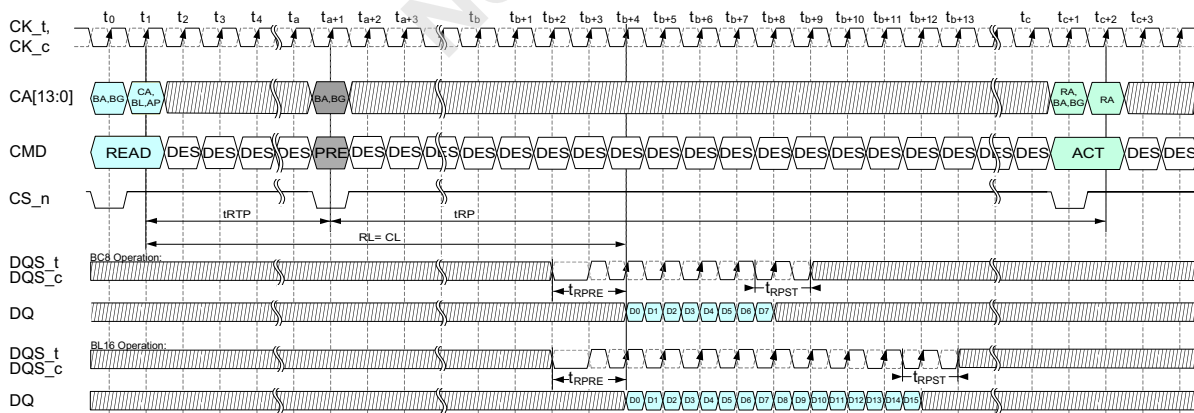 t0 t1 t2 t3 t4 ta ta+1 ta+2 ta+3 tb tb+1 tb+2 tb+3 tb+4 tb+5 tb+6 tb+7 tb+8 tb+9 tb+10 tb+11 tb+12 tb+13 tc tc+1 tc+2 tc+3
CK_t,
CK_c
CA[13:0] BA,BG CA, BL,AP BA,BG RA, BA,BG RA
CMD READ DES DES DES DES PRE DES DES DES DES DES DES DES DES DES DES DES DES DES DES DES DES DES DES DES ACT DES DES
CS_n
tRTP tRP
RL= CL
BC8 Operation:
DQS_t
DQS_c
tRPRE tRPST
DQ D0 D1 D2 D3 D4 D5 D6 D7
BL16 Operation:
DQS_t
DQS_c
tRPRE tRPST
DQ D0 D1 D2 D3 D4 D5 D6 D7 D8 D9 D10 D11 D12 D13 D14 D15